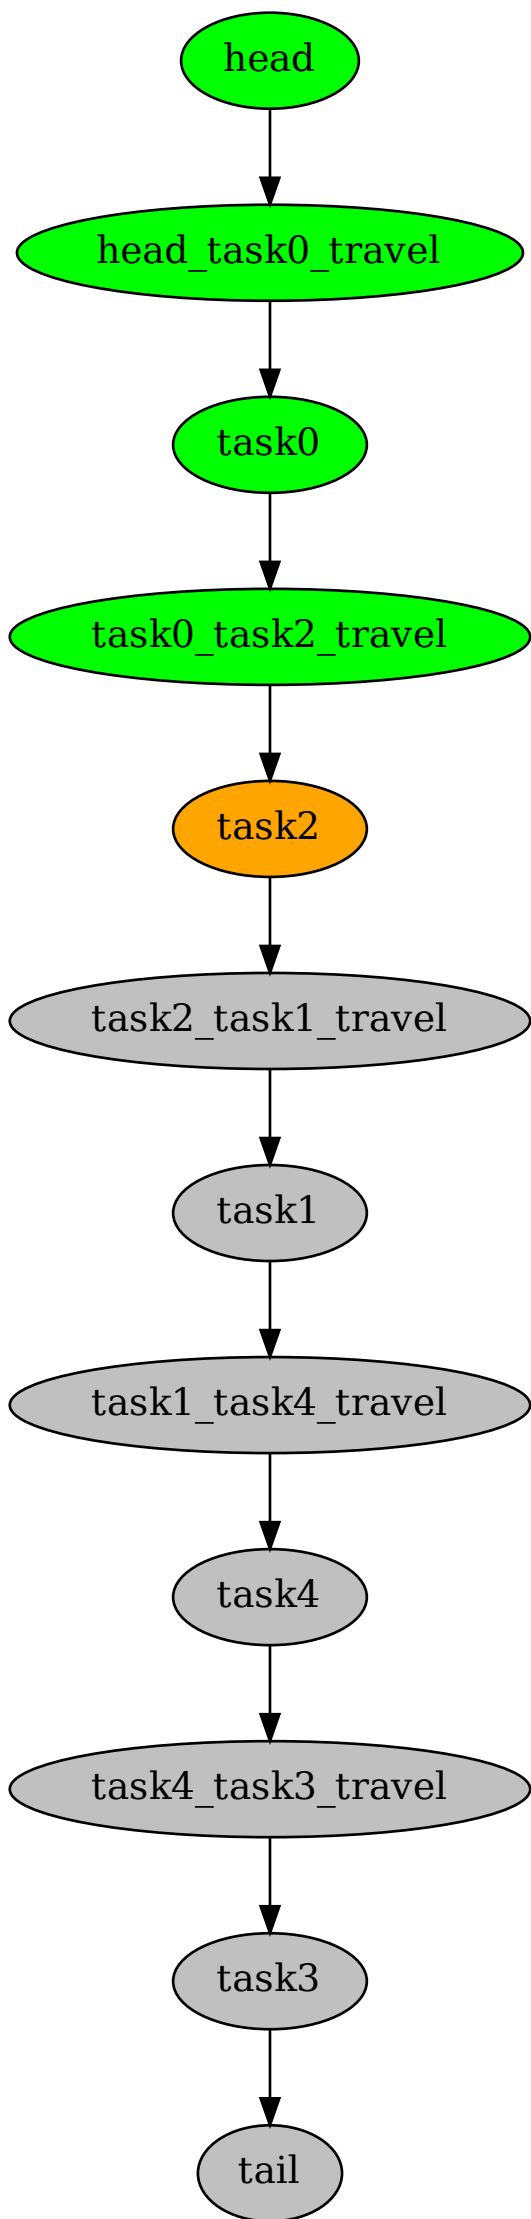 head
head_task0_travel
task0
task0_task2_travel
task2
task2_task1_travel
task1
task1_task4_travel
task4
task4_task3_travel
task3
tail